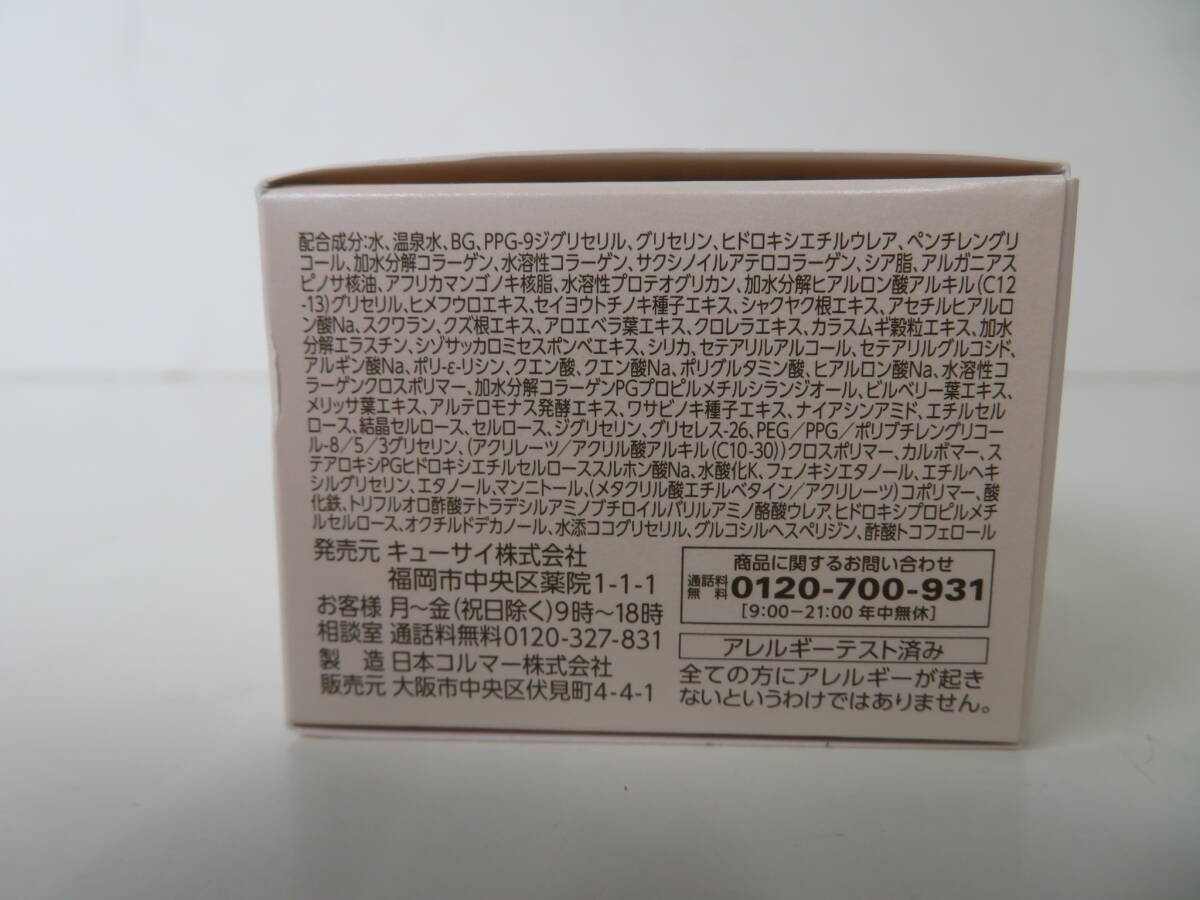 配合成分:水、温泉水、BG、PPG-9ジグリセリル、グリセリン、ヒドロキシエチルウレア、ペンチレングリ
コール、加水分解コラーゲン、水溶性コラーゲン、サクシノイルアテロコラーゲン、シア脂、アルガニアス
ピノサ核油、アフリカマンゴノキ核脂、水溶性プロテオグリカン、加水分解ヒアルロン酸アルキル(C12
-13)グリセリル、ヒメフウロエキス、セイヨウトチノキ種子エキス、シャクヤク根エキス、アセチルヒアルロ
ン酸Na、スクワラン、クズ根エキス、アロエベラ葉エキス、クロレラエキス、カラスムギ穀粒エキス、加水
分解エラスチン、シゾサッカロミセスポンベエキス、シリカ、セテアリルアルコール、セテアリルグルコシド、
アルギン酸Na、ポリ-ε-リシン、クエン酸、クエン酸Na、ポリグルタミン酸、ヒアルロン酸Na、水溶性コ
ラーゲンクロスポリマー、加水分解コラーゲンPGプロピルメチルシランジオール、ビルベリー葉エキス、
メリッサ葉エキス、アルテロモナス発酵エキス、ワサビノキ種子エキス、ナイアシンアミド、エチルセル
ロース、結晶セルロース、セルロース、ジグリセリン、グリセレス-26、PEG/PPG/ポリブチレングリコ
ール-8/5/3グリセリン、(アクリレーツ/アクリル酸アルキル(C10-30))クロスポリマー、カルボマー、ス
テアロキシPGヒドロキシエチルセルローススルホン酸Na、水酸化K、フェノキシエタノール、エチルヘキ
シルグリセリン、エタノール、マンニトール、(メタクリル酸エチルベタイン/アクリレーツ)コポリマー、酸
化鉄、トリフルオロ酢酸テトラデシルアミノブチロイルバリルアミノ酪酸ウレア、ヒドロキシプロピルメチ
ルセルロース、オクチルドデカノール、水添ココグリセリル、グルコシルヘスペリジン、酢酸トコフェロール
発売元 キューサイ株式会社
福岡市中央区薬院1-1-1
お客様 月~金(祝日除く)9時~18時
相談室 通話料無料0120-327-831
製 造 日本コルマー株式会社
販売元 大阪市中央区伏見町4-4-1
商品に関するお問い合わせ
通話料無料 0120-700-931
[9:00-21:00 年中無休]
アレルギーテスト済み
全ての方にアレルギーが起き
ないというわけではありません。